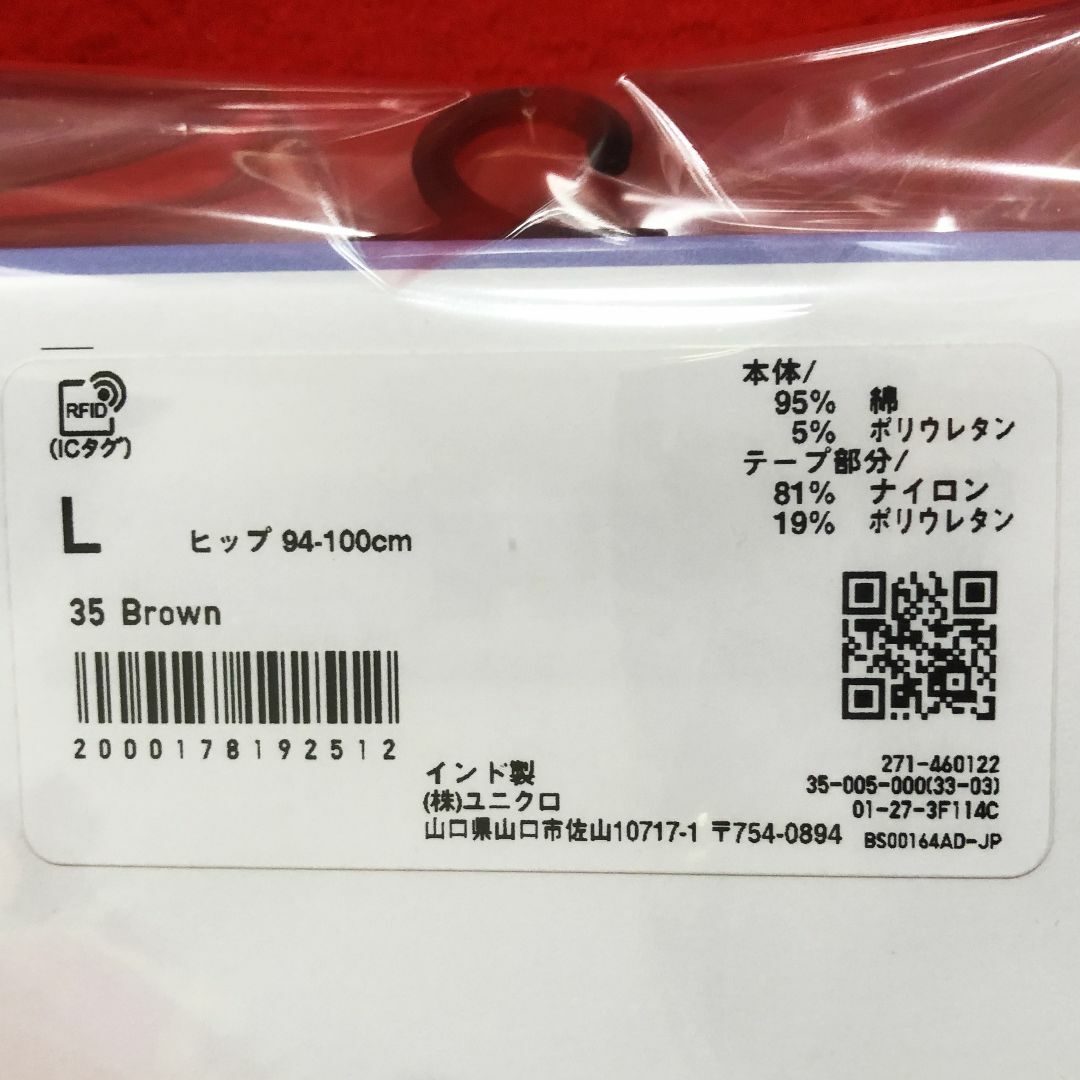 RFID
(ICタグ)
L
ヒップ 94-100cm
35 Brown
2000178192512
本体/
95% 綿
5% ポリウレタン
テープ部分/
81% ナイロン
19% ポリウレタン
インド製
(株)ユニクロ
山口県山口市佐山10717-1 〒754-0894
271-460122
35-005-000(33-03)
01-27-3F114C
BS00164AD-JP